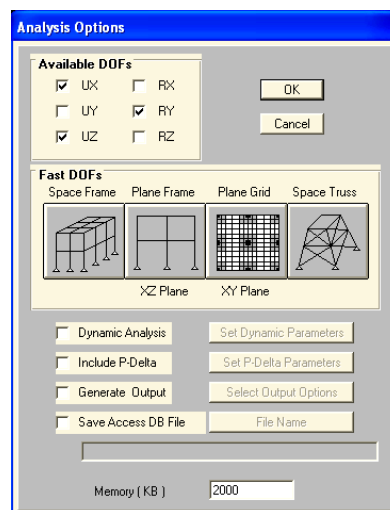 Analysis Options
Available DOFs
UX RX
UY RY
UZ RZ
OK
Cancel
Fast DOFs
Space Frame Plane Frame Plane Grid Space Truss
XZ Plane XY Plane
Dynamic Analysis Set Dynamic Parameters
Include P-Delta Set P-Delta Parameters
Generate Output Select Output Options
Save Access DB File File Name
Memory ( KB ) 2000